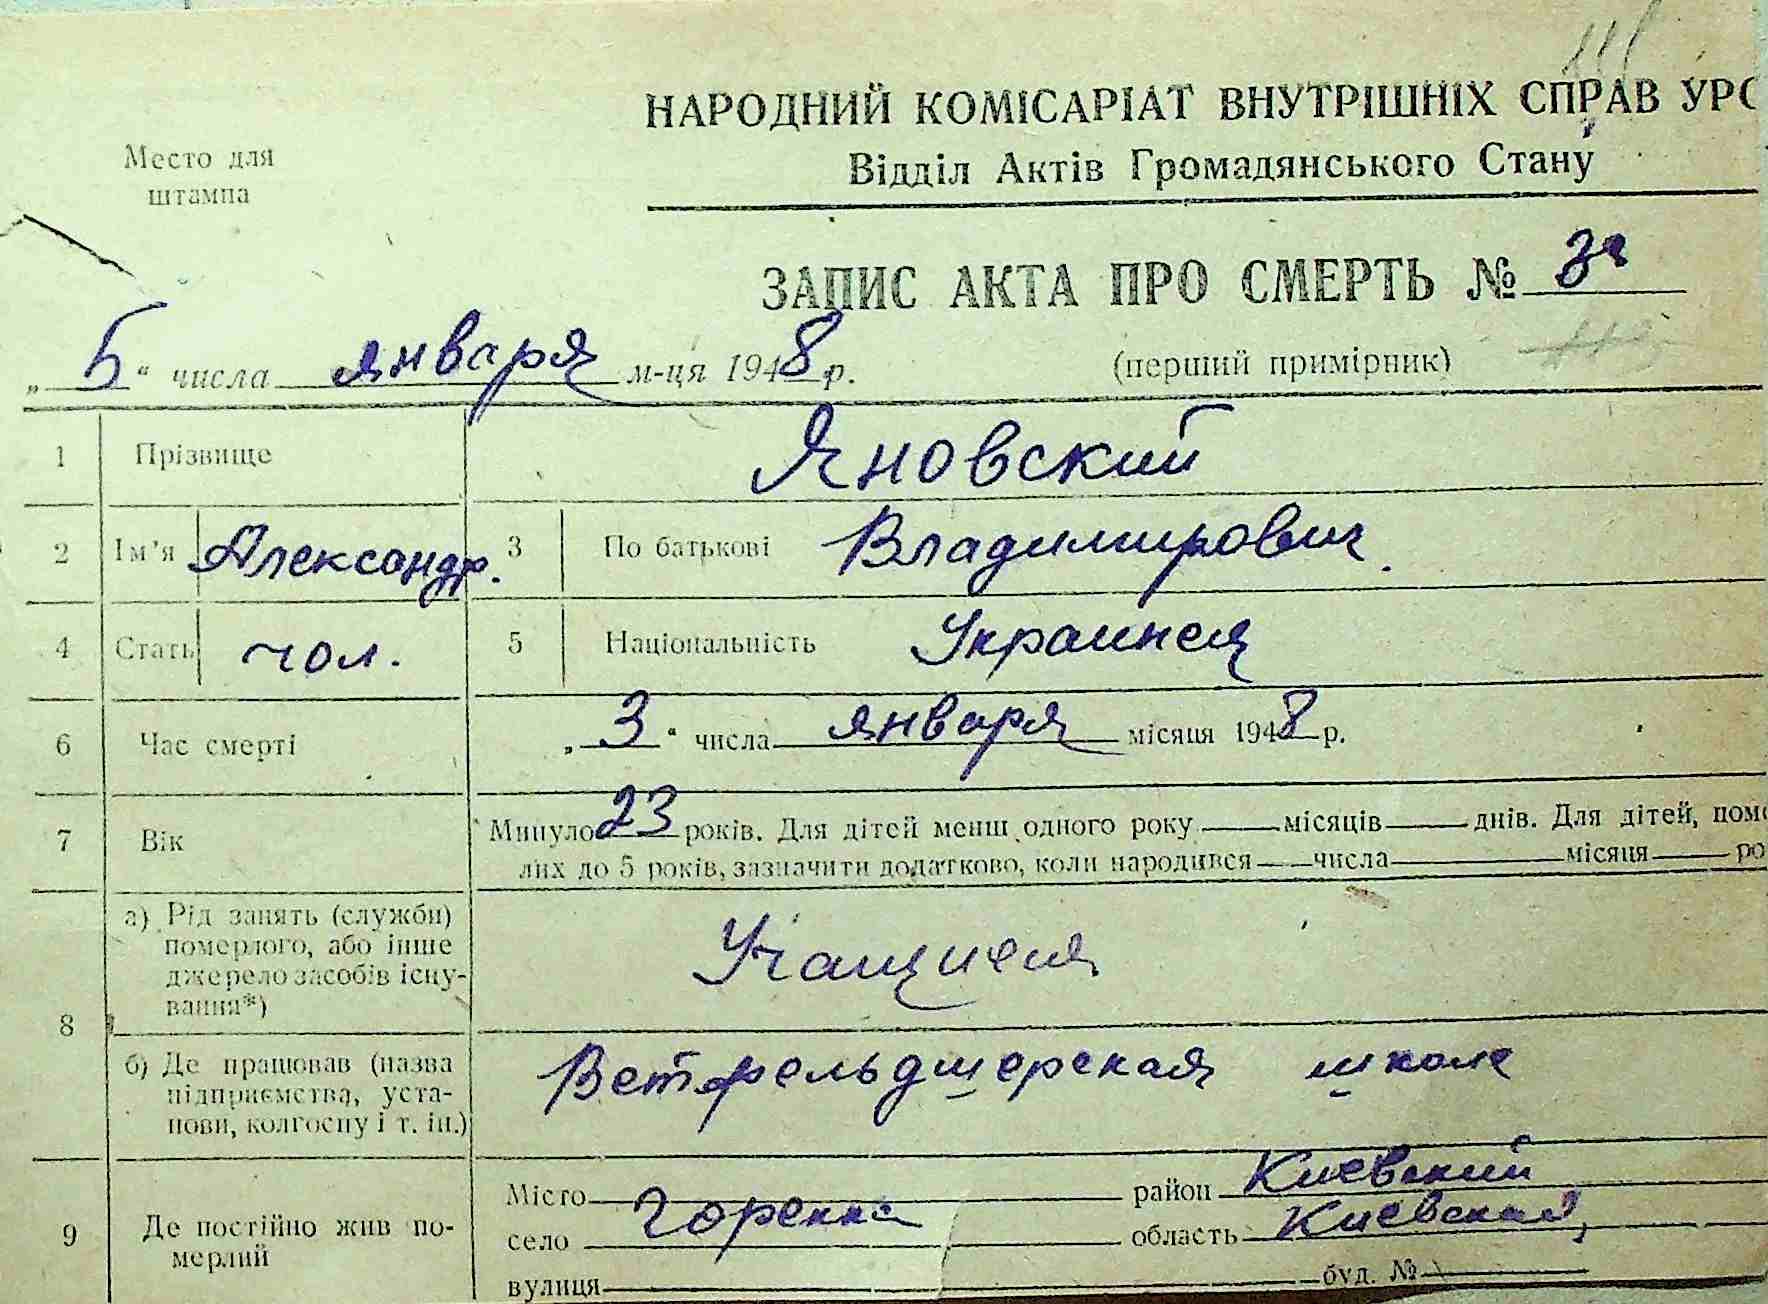 НАРОДНИЙ КОМІСАРІАТ ВНУТРІШНІХ СПРАВ УРС
Відділ Актів Громадянського Стану
Место для
штампа
ЗАПИС АКТА ПРО СМЕРТЬ №
„ 5 “ числа января м-ця 1948 р.
(перший примірник)
1 Прізвище Яновский
2 Ім'я Александр. 3 По батькові Владимирович.
4 Стать чол. 5 Національність Украинец
6 Час смерті „ 3 “ числа января місяця 1948 р.
7 Вік Минуло 23 років. Для дітей менш одного року місяців днів. Для дітей, поме
лих до 5 років, зазначити додатково, коли народився числа місяця ро
8 а) Рід занять (служби) померлого, або інше джерело засобів існу-вання*) Учащиеся
б) Де працював (назва підприємства, уста-нови, колгоспу і т. ін.) Ветфельдшерская школе
9 Де постійно жив по-мерлий
Місто район Киевский
село Горенка область Киевская,
вулиця буд. №